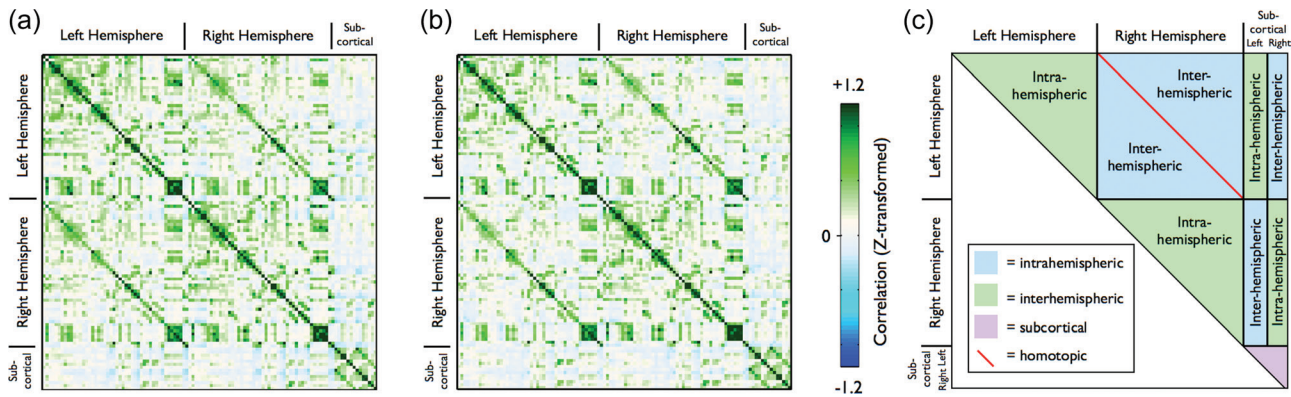 (a)
Left Hemisphere
Right Hemisphere
Sub-
cortical
Left Hemisphere
Right Hemisphere
Sub-
cortical
(b)
Left Hemisphere
Right Hemisphere
Sub-
cortical
Left Hemisphere
Right Hemisphere
Sub-
cortical
+1.2
0
-1.2
Correlation (Z-transformed)
(c)
Left Hemisphere
Right Hemisphere
Sub-
cortical
Left Right
Left Hemisphere
Right Hemisphere
Sub-
cortical
Right Left
Intra-
hemispheric
Inter-
hemispheric
Inter-
hemispheric
Intra-hemispheric
Inter-hemispheric
Intra-
hemispheric
Inter-hemispheric
Intra-hemispheric
= intrahemispheric
= interhemispheric
= subcortical
= homotopic